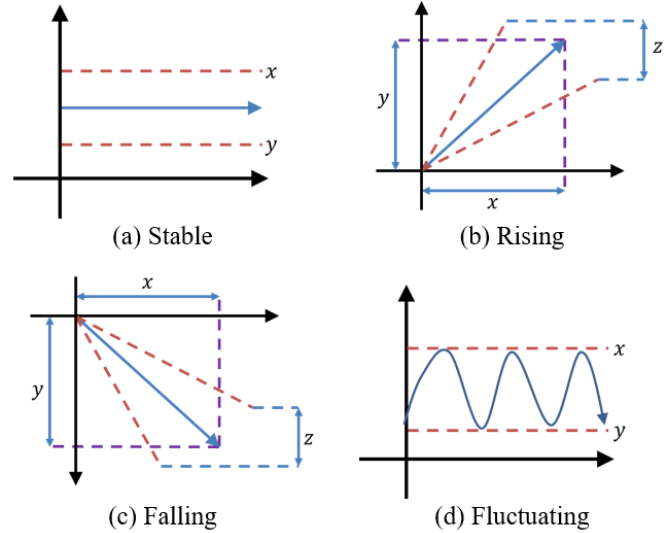 x
y
(a) Stable
y
z
x
(b) Rising
x
y
z
(c) Falling
x
y
(d) Fluctuating